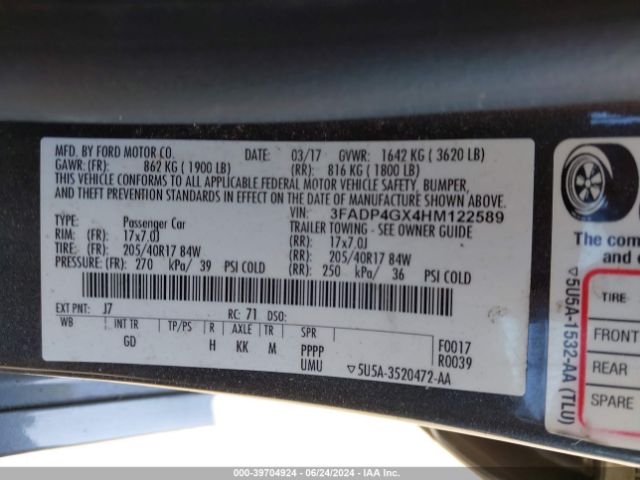 MFD. BY FORD MOTOR CO. DATE: 03/17 GVWR: 1642 KG ( 3620 LB)
GAWR: (FR): 862 KG ( 1900 LB) (RR): 816 KG ( 1800 LB)
THIS VEHICLE CONFORMS TO ALL APPLICABLE FEDERAL MOTOR VEHICLE SAFETY, BUMPER,
AND THEFT PREVENTION STANDARDS IN EFFECT ON THE DATE OF MANUFACTURE SHOWN ABOVE.
VIN: 3FADP4GX4HM122589
TYPE: Passenger Car TRAILER TOWING - SEE OWNER GUIDE
RIM: (FR): 17x7.0J (RR): 17x7.0J
TIRE: (FR): 205/40R17 84W (RR): 205/40R17 84W
PRESSURE: (FR): 270 kPa/ 39 PSI COLD (RR): 250 kPa/ 36 PSI COLD
EXT PNT: J7 RC: 71 DSO:
WB INT TR TP/PS R AXLE TR SPR F0017
GD H KK M PPPP R0039
UMU ▽5U5A-3520472-AA
The com
and
▽5U5A-1532-AA (TLU)
TIRE
FRONT
REAR
SPARE
000-39704924 - 06/24/2024 - IAA Inc.